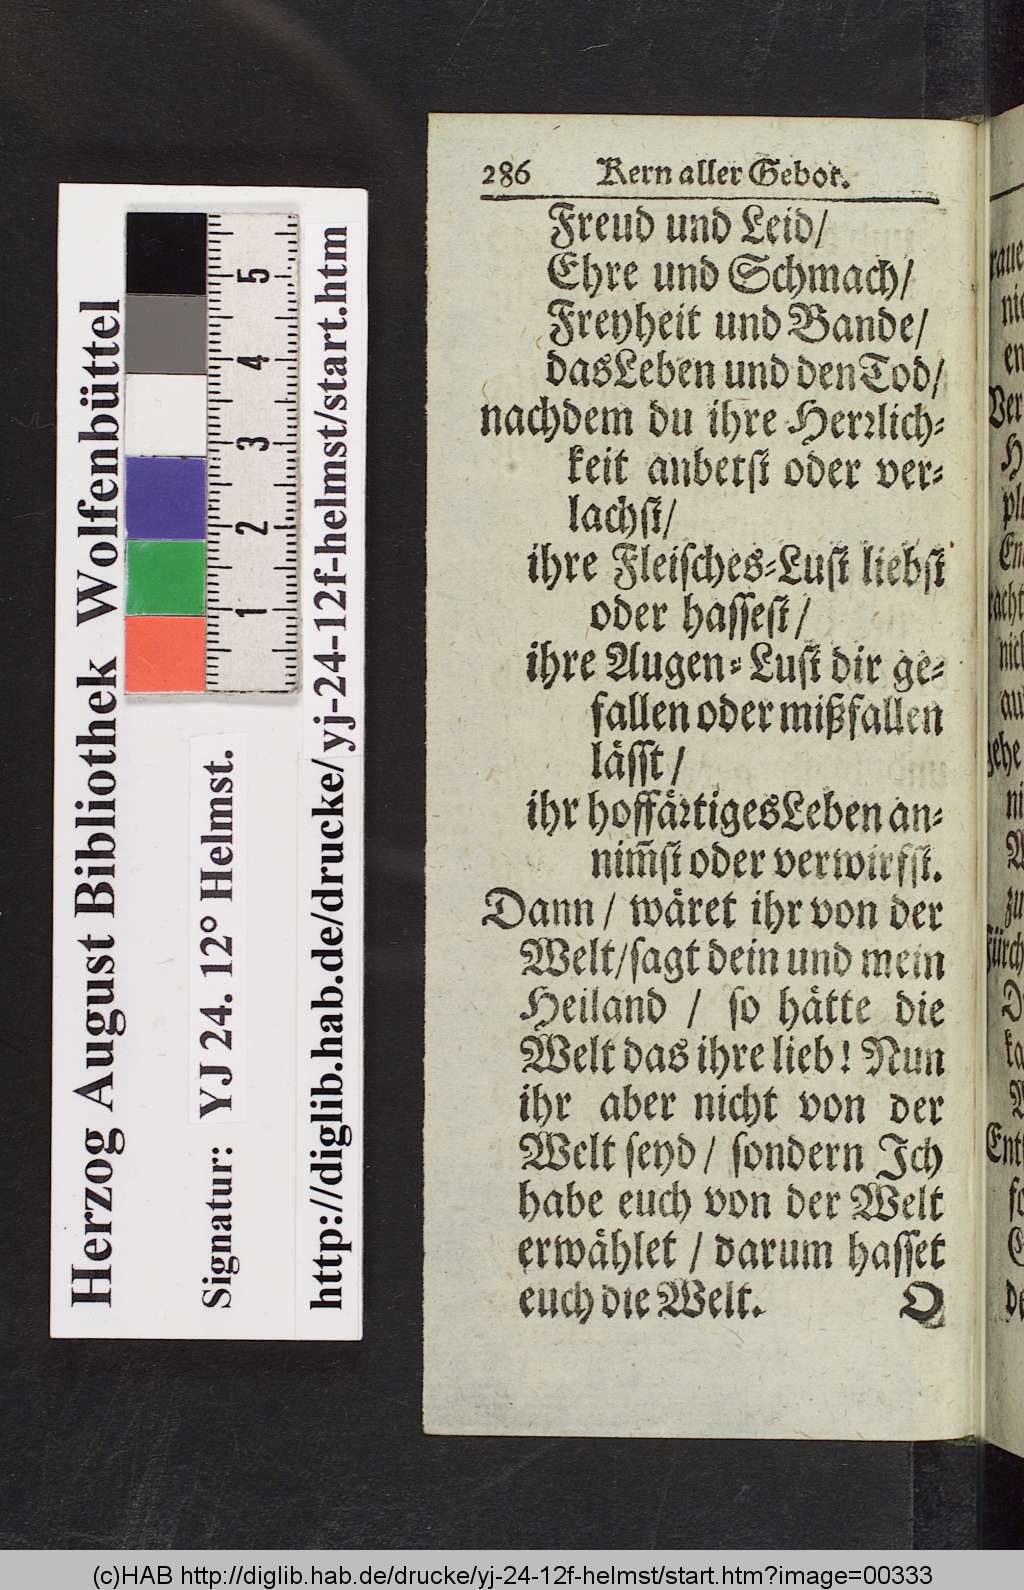 Herzog August Bibliothek Wolfenbüttel
Signatur: YJ 24. 12° Helmst.
http://diglib.hab.de/drucke/yj-24-12f-helmst/start.htm
1 2 3 4 5
286 Kern aller Gebot.
Freud und Leid/
Ehre und Schmach/
Freyheit und Bande/
das Leben und den Tod/
nachdem du ihre Herꝛlich⸗
keit anbetſt oder ver⸗
lachſt/
ihre Fleiſches⸗Luſt liebſt
oder haſſeſt/
ihre Augen⸗Luſt dir ge⸗
fallen oder mißfallen
läſſt/
ihr hoffäꝛtiges Leben an⸗
nim̃ſt oder verwirfſt.
Dann/ wäret ihr von der
Welt/ ſagt dein und mein
Heiland/ ſo hätte die
Welt das ihre lieb! Nun
ihr aber nicht von der
Welt ſeyd/ ſondern Ich
habe euch von der Welt
erwählet/ darum haſſet
euch die Welt. O
(c)HAB http://diglib.hab.de/drucke/yj-24-12f-helmst/start.htm?image=00333